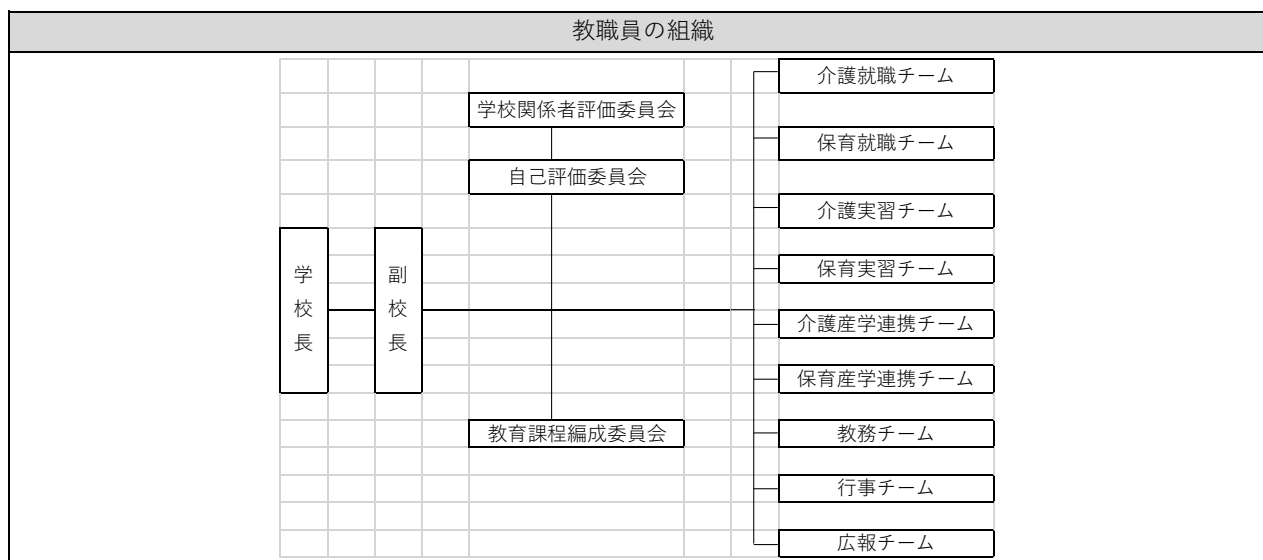 教職員の組織
介護就職チーム
学校関係者評価委員会
保育就職チーム
自己評価委員会
介護実習チーム
学校長
副校長
保育実習チーム
介護産学連携チーム
保育産学連携チーム
教育課程編成委員会
教務チーム
行事チーム
広報チーム